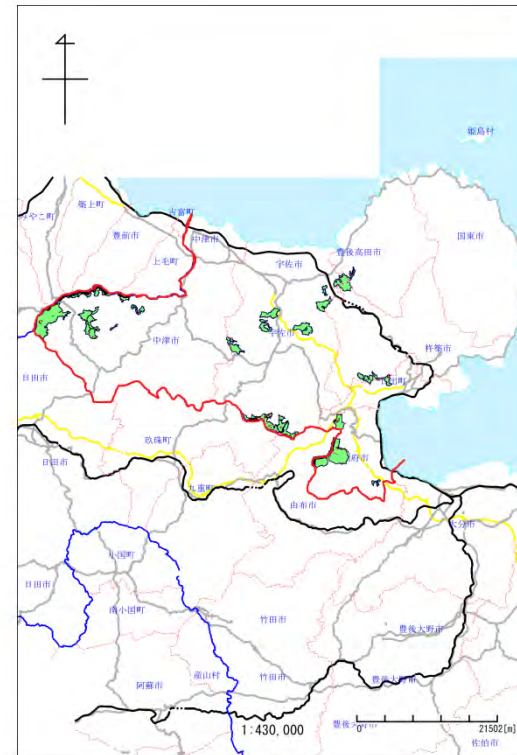 姫島村
築上町
みやこ町
吉富町
国東市
豊前市
中津市
豊後高田市
上毛町
宇佐市
中津市
宇佐市
杵築市
日田市
日出町
玖珠町
日田市
別府市
九重町
由布市
大分市
小国町
日田市
南小国町
竹田市
豊後大野市
産山村
竹田市
阿蘇市
豊後大野市
豊後大野市
1:430,000
0
21502[m]
佐伯市